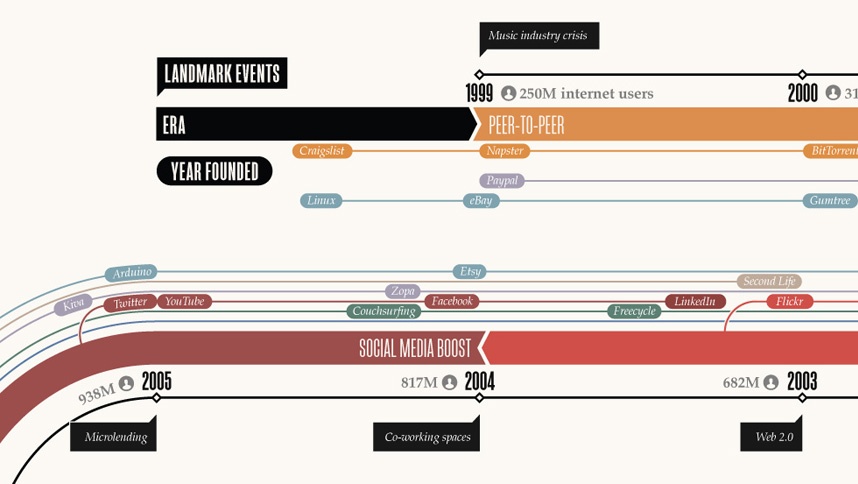 Music industry crisis
LANDMARK EVENTS
1999 250M internet users
2000 31
ERA
PEER-TO-PEER
Craigslist
Napster
BitTorrent
YEAR FOUNDED
Paypal
Linux
eBay
Gumtree
Arduino
Etsy
Second Life
Kiva
Zopa
Twitter
YouTube
Facebook
LinkedIn
Flickr
Couchsurfing
Freecycle
SOCIAL MEDIA BOOST
938M 2005
817M 2004
682M 2003
Microlending
Co-working spaces
Web 2.0